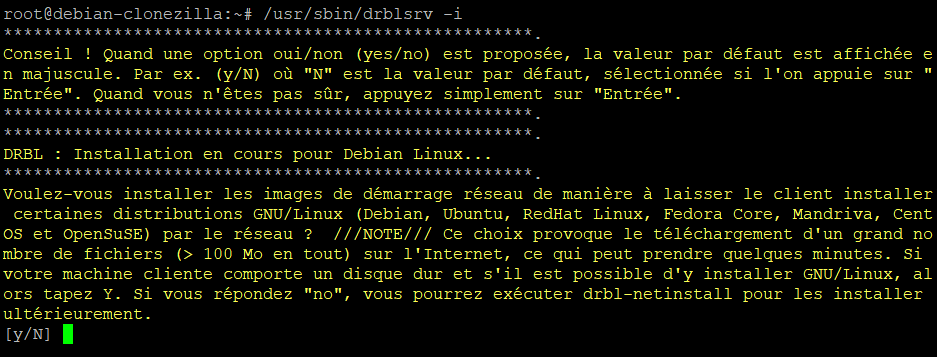 root@debian-clonezilla:~# /usr/sbin/drblsrv -i
*****************************************************.
Conseil ! Quand une option oui/non (yes/no) est proposée, la valeur par défaut est affichée e
n majuscule. Par ex. (y/N) où "N" est la valeur par défaut, sélectionnée si l'on appuie sur "
Entrée". Quand vous n'êtes pas sûr, appuyez simplement sur "Entrée".
*****************************************************.
*****************************************************.
DRBL : Installation en cours pour Debian Linux...
*****************************************************.
Voulez-vous installer les images de démarrage réseau de manière à laisser le client installer
 certaines distributions GNU/Linux (Debian, Ubuntu, RedHat Linux, Fedora Core, Mandriva, Cent
OS et OpenSuSE) par le réseau ?  ///NOTE/// Ce choix provoque le téléchargement d'un grand no
mbre de fichiers (> 100 Mo en tout) sur l'Internet, ce qui peut prendre quelques minutes. Si 
votre machine cliente comporte un disque dur et s'il est possible d'y installer GNU/Linux, al
ors tapez Y. Si vous répondez "no", vous pourrez exécuter drbl-netinstall pour les installer 
ultérieurement.
[y/N]